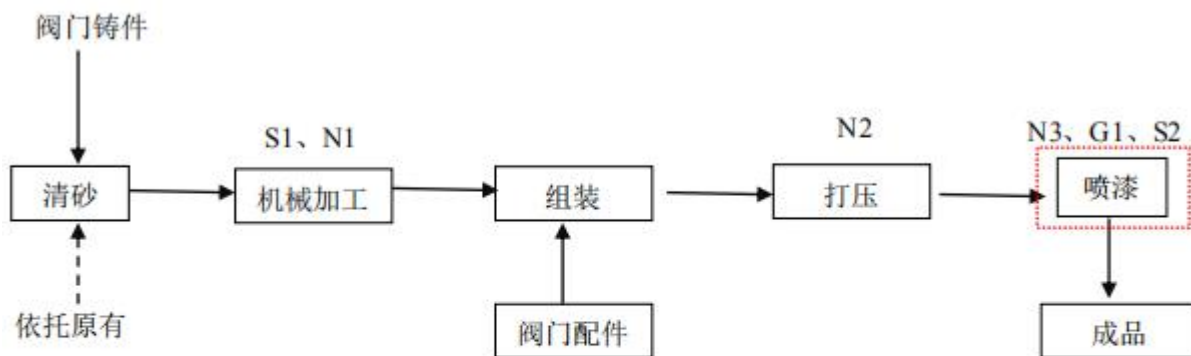 阀门铸件
S1、N1
N2
N3、G1、S2
清砂
机械加工
组装
打压
喷漆
依托原有
阀门配件
成品